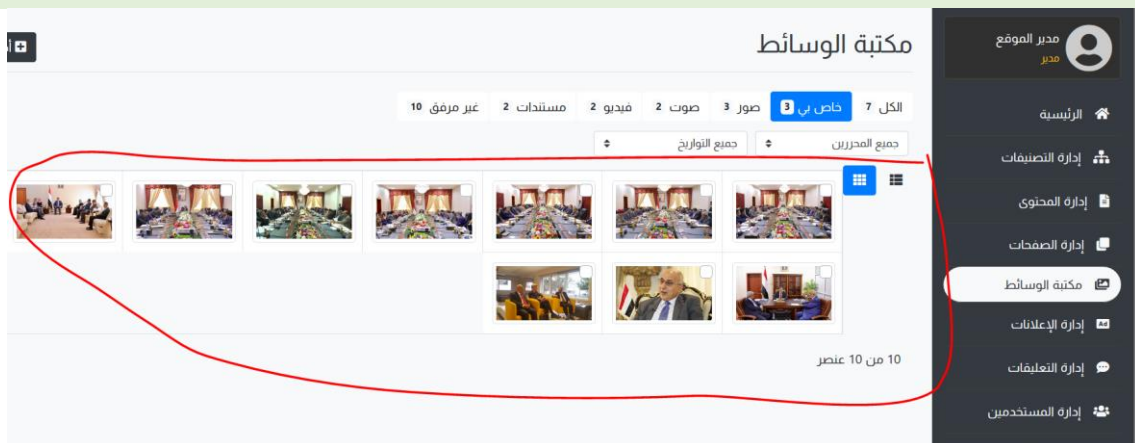 مدير الموقع
مدير
الرئيسية
إدارة التصنيفات
إدارة المحتوى
إدارة الصفحات
مكتبة الوسائط
إدارة الإعلانات
إدارة التعليقات
إدارة المستخدمين
مكتبة الوسائط
الكل 7 خاص بي 3 صور 3 صوت 2 فيديو 2 مستندات 2 غير مرفق 10
جميع المحررين جميع التواريخ
10 من 10 عنصر